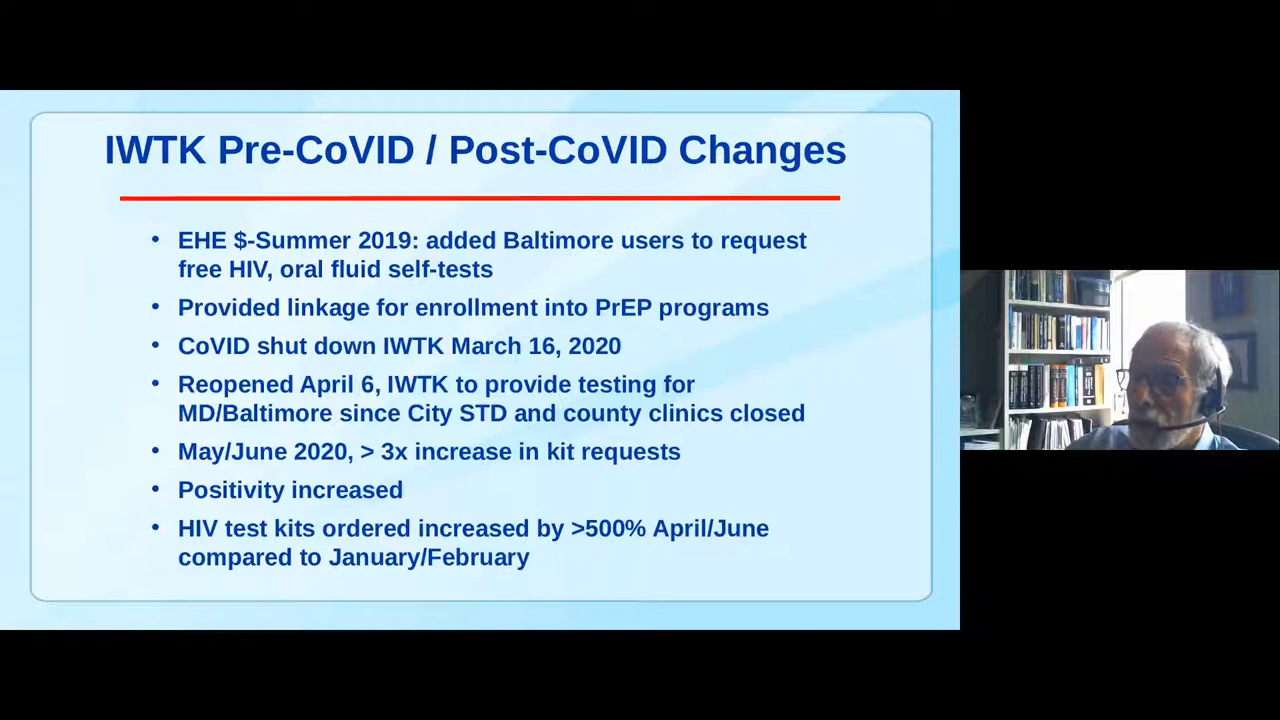 IWTK Pre-CoVID / Post-CoVID Changes
• EHE $-Summer 2019: added Baltimore users to request
free HIV, oral fluid self-tests
• Provided linkage for enrollment into PrEP programs
• CoVID shut down IWTK March 16, 2020
• Reopened April 6, IWTK to provide testing for
MD/Baltimore since City STD and county clinics closed
• May/June 2020, > 3x increase in kit requests
• Positivity increased
• HIV test kits ordered increased by >500% April/June
compared to January/February